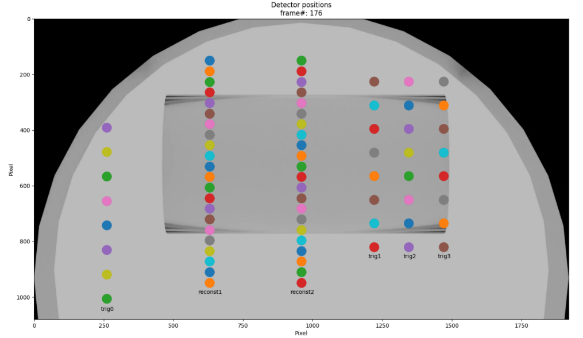 Detector positions
frame#: 176
0
200
400
600
800
1000
Pixel
trig0
reconst1
reconst2
trig1
trig2
trig3
0
250
500
750
1000
1250
1500
1750
Pixel